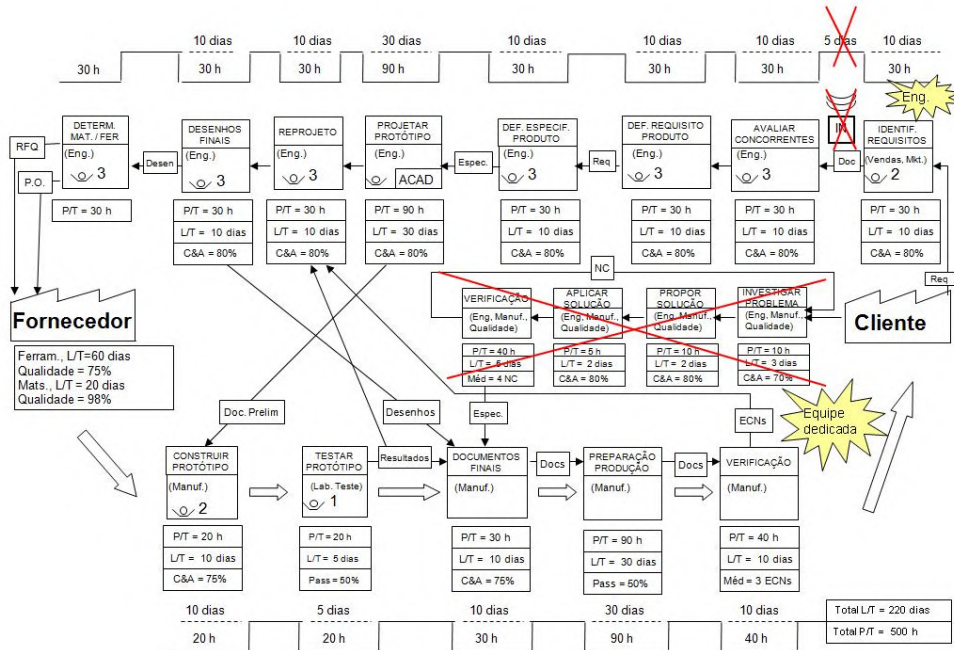 10 dias 10 dias 30 dias 10 dias 10 dias 10 dias 5 dias 10 dias
30 h 30 h 30 h 90 h 30 h 30 h 30 h 30 h
Eng.
RFQ
P.O.
DETERM.
MAT. / FER
(Eng.)
3
P/T = 30 h
Desen
DESENHOS
FINAIS
(Eng.)
3
P/T = 30 h
L/T = 10 dias
C&A = 80%
REPROJETO
(Eng.)
3
P/T = 30 h
L/T = 10 dias
C&A = 80%
PROJETAR
PROTÓTIPO
(Eng.)
ACAD
P/T = 90 h
L/T = 30 dias
C&A = 80%
Espec.
DEF. ESPECIF.
PRODUTO
(Eng.)
3
P/T = 30 h
L/T = 10 dias
C&A = 80%
Req
DEF. REQUISITO
PRODUTO
(Eng.)
3
P/T = 30 h
L/T = 10 dias
C&A = 80%
AVALIAR
CONCORRENTES
(Eng.)
3
P/T = 30 h
L/T = 10 dias
C&A = 80%
IN
Doc
IDENTIF.
REQUISITOS
(Vendas, Mkt.)
2
P/T = 30 h
L/T = 10 dias
C&A = 80%
Req
NC
Fornecedor
Ferram., L/T=60 dias
Qualidade = 75%
Mats., L/T = 20 dias
Qualidade = 98%
VERIFICAÇÃO
(Eng, Manuf.,
Qualidade)
P/T = 40 h
L/T = 5 dias
Méd = 4 NC
APLICAR
SOLUÇÃO
(Eng, Manuf.,
Qualidade)
P/T = 5 h
L/T = 2 dias
C&A = 80%
PROPOR
SOLUÇÃO
(Eng, Manuf.,
Qualidade)
P/T = 10 h
L/T = 2 dias
C&A = 80%
INVESTIGAR
PROBLEMA
(Eng, Manuf.,
Qualidade)
P/T = 10 h
L/T = 3 dias
C&A = 70%
Cliente
Doc. Prelim
Desenhos
Espec.
ECNs
Equipe
dedicada
CONSTRUIR
PROTÓTIPO
(Manuf.)
2
P/T = 20 h
L/T = 10 dias
C&A = 75%
TESTAR
PROTÓTIPO
(Lab. Teste)
1
P/T = 20 h
L/T = 5 dias
Pass = 50%
Resultados
DOCUMENTOS
FINAIS
(Manuf.)
P/T = 30 h
L/T = 10 dias
C&A = 75%
Docs
PREPARAÇÃO
PRODUÇÃO
(Manuf.)
P/T = 90 h
L/T = 30 dias
Pass = 50%
Docs
VERIFICAÇÃO
(Manuf.)
P/T = 40 h
L/T = 10 dias
Méd = 3 ECNs
10 dias 5 dias 10 dias 30 dias 10 dias
20 h 20 h 30 h 90 h 40 h
Total L/T = 220 dias
Total P/T = 500 h